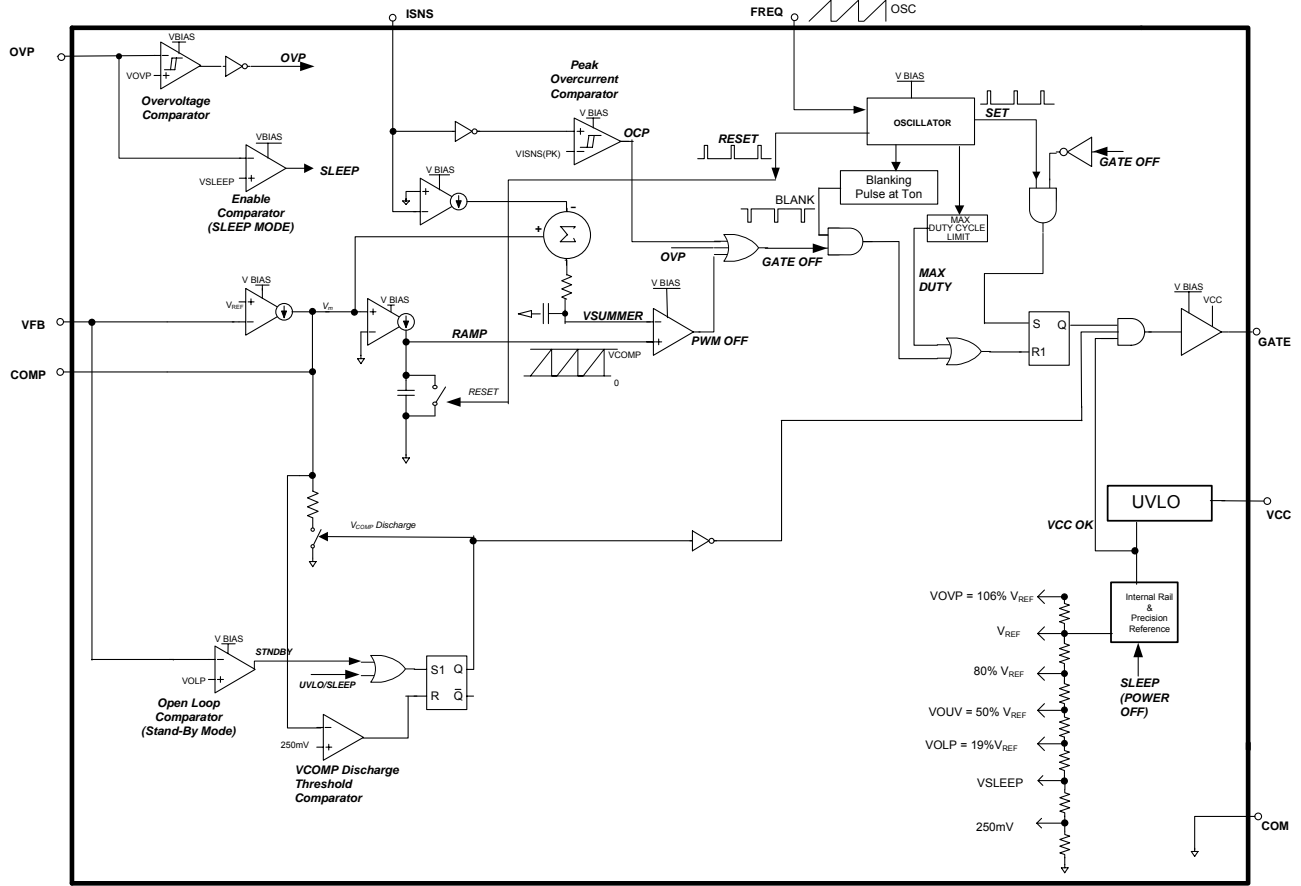 ISNS
FREQ
OSC
OVP
VBIAS
VOVP
OVP
Overvoltage
Comparator
VBIAS
VSLEEP
SLEEP
Enable
Comparator
(SLEEP MODE)
Peak
Overcurrent
Comparator
V BIAS
VISNS(PK)
OCP
V BIAS
Σ
V BIAS
OSCILLATOR
SET
RESET
GATE OFF
Blanking
Pulse at Ton
BLANK
MAX
DUTY CYCLE
LIMIT
OVP
GATE OFF
MAX
DUTY
V BIAS
VREF
VFB
Vm
V BIAS
RAMP
VSUMMER
V BIAS
PWM OFF
VCOMP
0
S Q
R1
V BIAS
VCC
GATE
COMP
RESET
VCOMP Discharge
UVLO
VCC
VCC OK
Internal Rail
&
Precision
Reference
SLEEP
(POWER
OFF)
VOVP = 106% VREF
VREF
80% VREF
VOUV = 50% VREF
VOLP = 19%VREF
VSLEEP
250mV
COM
V BIAS
STNDBY
VOLP
UVLO/SLEEP
S1 Q
R Q̅
Open Loop
Comparator
(Stand-By Mode)
250mV
VCOMP Discharge
Threshold
Comparator